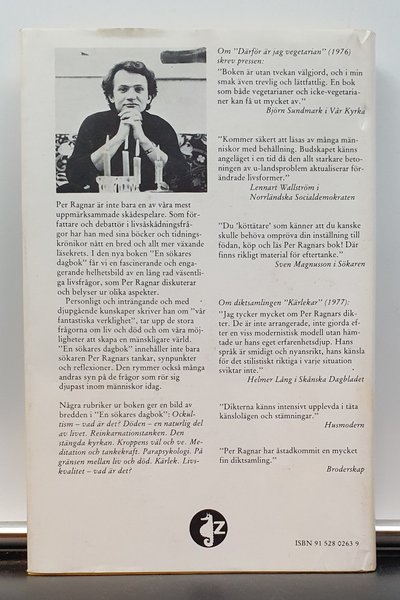 Per Ragnar är inte bara en av våra mest
uppmärksammade skådespelare. Som för-
fattare och debattör i livsåskådningsfrå-
gor har han med sina böcker och tidnings-
krönikor nått en bred och allt mer växande
läsekrets. I den nya boken "En sökares
dagbok" får vi en fascinerande och enga-
gerande helhetsbild av en lång rad väsentli-
ga livsfrågor, som Per Ragnar diskuterar
och belyser ur olika aspekter.
Personligt och inträngande och med
djupgående kunskaper skriver han om "vår
fantastiska verklighet", tar upp de stora
frågorna om liv och död och om våra möj-
ligheter att skapa en mänskligare värld.
"En sökares dagbok" innehåller inte bara
sökaren Per Ragnars tankar, synpunkter
och reflexioner. Den rymmer också många
andras syn på de frågor som rör sig
djupast inom människor idag.
Några rubriker ur boken ger en bild av
bredden i "En sökares dagbok": Ockul-
tism – vad är det? Döden – en naturlig del
av livet. Reinkarnationstanken. Den
stängda kyrkan. Kroppens väl och ve. Me-
ditation och tankekraft. Parapsykologi. På
gränsen mellan liv och död. Kärlek. Livs-
kvalitet – vad är det?
Om "Därför är jag vegetarian" (1976)
skrev pressen:
"Boken är utan tvekan välgjord, och i min
smak även trevlig och lättfattlig. En bok
som både vegetarianer och icke-vegetaria-
ner kan få ut mycket av."
Björn Sundmark i Vår Kyrka
"Kommer säkert att läsas av många män-
niskor med behållning. Budskapet känns
angeläget i en tid då den allt starkare beto-
ningen av u-landsproblem aktualiserar för-
ändrade livsformer."
Lennart Wallström i
Norrländska Socialdemokraten
"Du 'köttätare' som känner att du kanske
skulle behöva ompröva din inställning till
födan, köp och läs Per Ragnars bok! Där
finns rikligt material för eftertanke."
Sven Magnusson i Sökaren
Om diktsamlingen "Kärlekar" (1977):
"Jag tycker mycket om Per Ragnars dik-
ter. De är inte arrangerade, inte gjorda ef-
ter en viss modernistisk modell utan häm-
tade ur hans eget erfarenhetsdjup. Hans
språk är smidigt och nyansrikt, hans känsla
för det stilistiskt riktiga i varje situation
sviktar inte."
Helmer Lång i Skånska Dagbladet
"Dikterna känns intensivt upplevda i täta
känslolägen och stämningar."
Husmodern
"Per Ragnar har åstadkommit en mycket
fin diktsamling."
Broderskap
Z
ISBN 91 528 0263 9